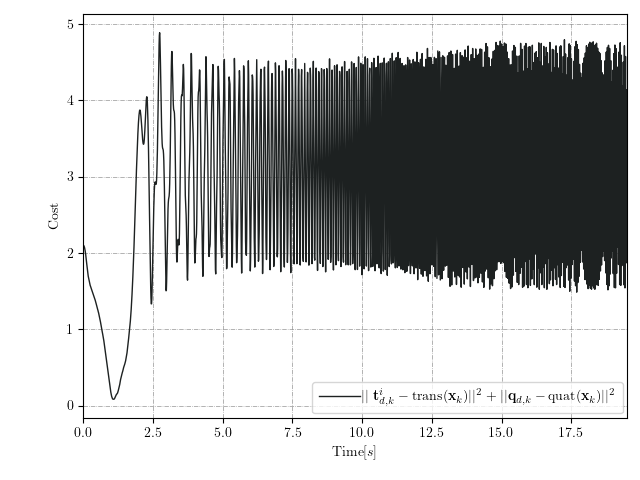 5
4
3
2
1
0
Cost
|| t^i_{d,k} − trans(x_k)||^2 + ||q_{d,k} − quat(x_k)||^2
0.0 2.5 5.0 7.5 10.0 12.5 15.0 17.5
Time[s]